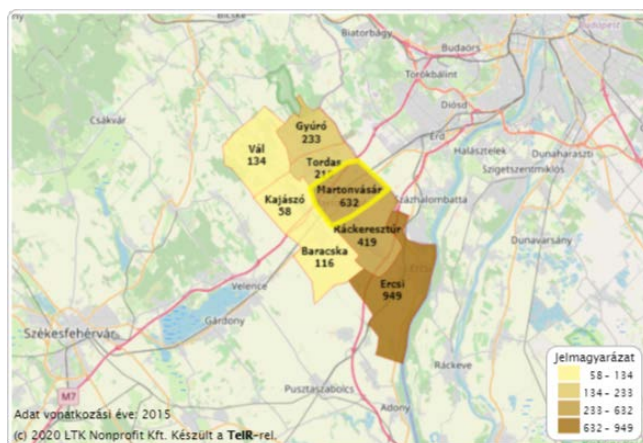 Bicske
Biatorbágy
Budapest
Budaörs
Törökbálint
Csákvár
Diósd
Gyúró
233
Érd
Halásztelek
Dunaharaszti
Vál
134
Tordas
Szigetszentmiklós
Martonvásár
632
Kajászó
58
Százhalombatta
Ráckeresztúr
419
Baracska
116
Dunavarsány
Ercsi
949
Velence
Gárdony
Székesfehérvár
Jelmagyarázat
58 - 134
134 - 233
233 - 632
632 - 949
Ráckeve
M7
Pusztaszabolcs
Adony
Adat vonatkozási éve: 2015
(c) 2020 LTK Nonprofit Kft. Készült a TeIR-rel.